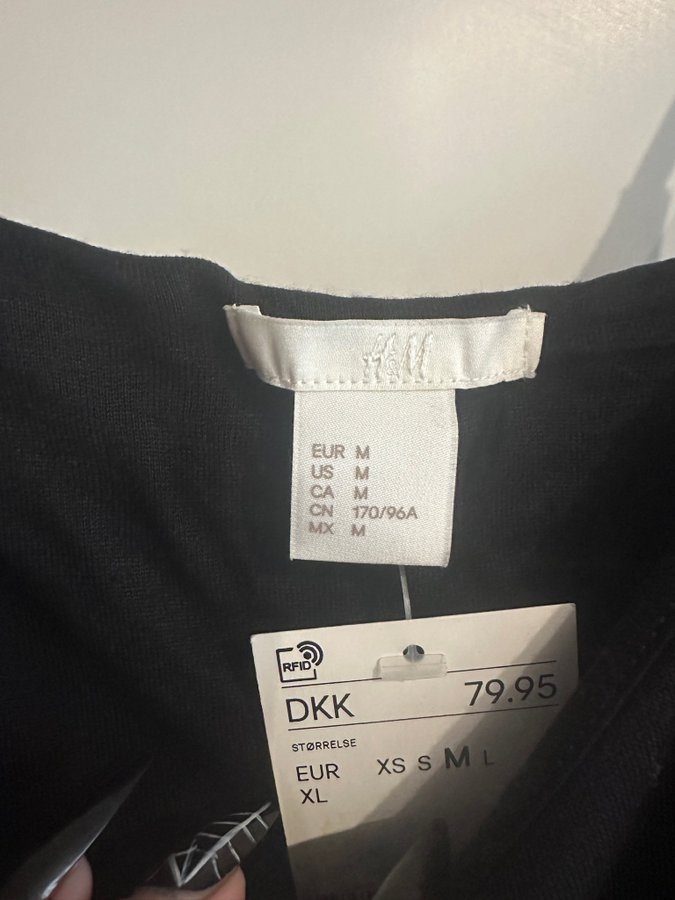 H&M
EUR M
US M
CA M
CN 170/96A
MX M
RFID
DKK 79.95
STØRRELSE
EUR XS S M L
XL